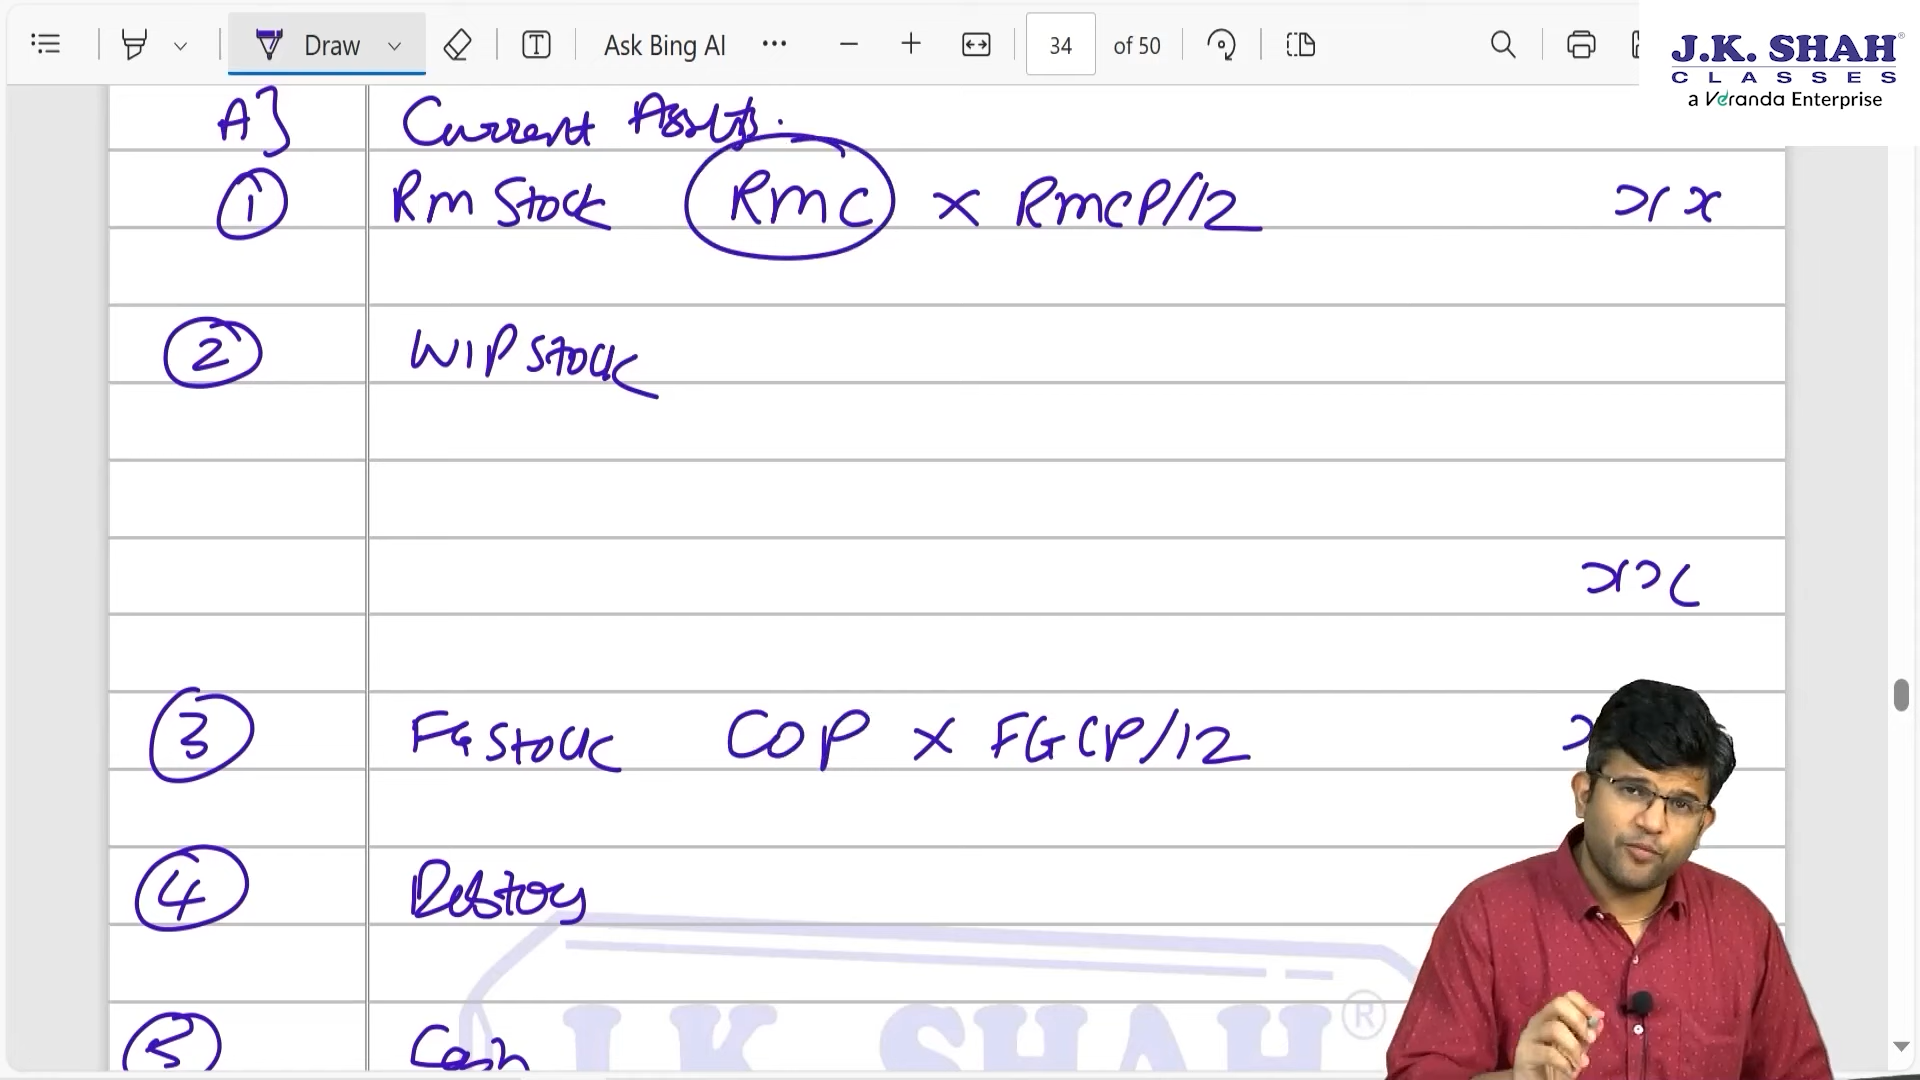 Draw
Ask Bing AI
34 of 50
J.K. SHAH®
CLASSES
a Veranda Enterprise
A] Current Assets.
① Rm Stock Rmc × RmcP/12 xx
② WIP Stock
xx
③ FG Stock COP × FGCP/12 x
④ Debtors
⑤ Cash
J.K. SHAH®